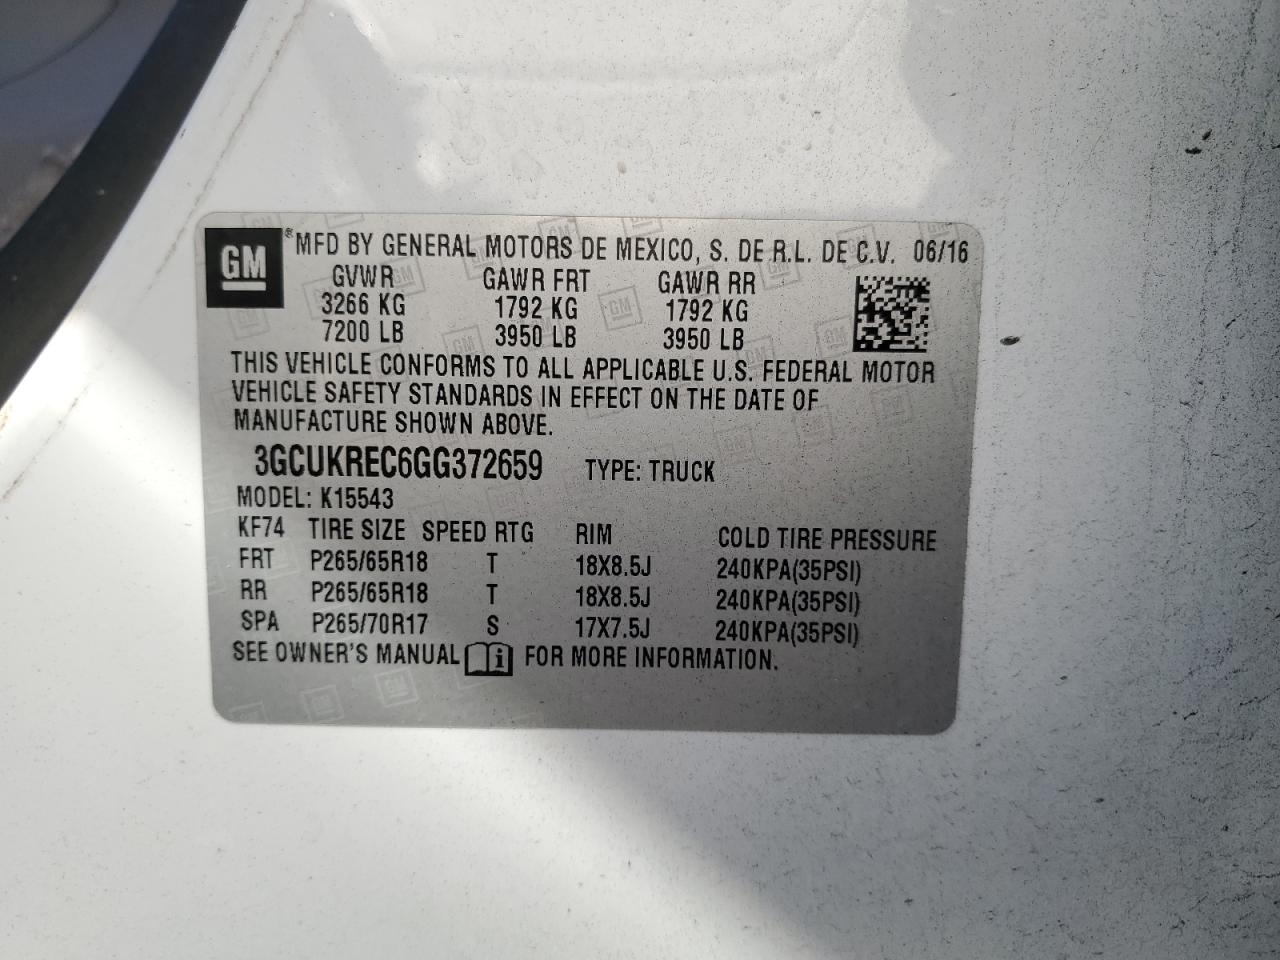 GM ® MFD BY GENERAL MOTORS DE MEXICO, S. DE R.L. DE C.V. 06/16
GVWR GAWR FRT GAWR RR
3266 KG 1792 KG 1792 KG
7200 LB 3950 LB 3950 LB
THIS VEHICLE CONFORMS TO ALL APPLICABLE U.S. FEDERAL MOTOR
VEHICLE SAFETY STANDARDS IN EFFECT ON THE DATE OF
MANUFACTURE SHOWN ABOVE.
3GCUKREC6GG372659 TYPE: TRUCK
MODEL: K15543
KF74 TIRE SIZE SPEED RTG RIM COLD TIRE PRESSURE
FRT P265/65R18 T 18X8.5J 240KPA(35PSI)
RR P265/65R18 T 18X8.5J 240KPA(35PSI)
SPA P265/70R17 S 17X7.5J 240KPA(35PSI)
SEE OWNER'S MANUAL i FOR MORE INFORMATION.